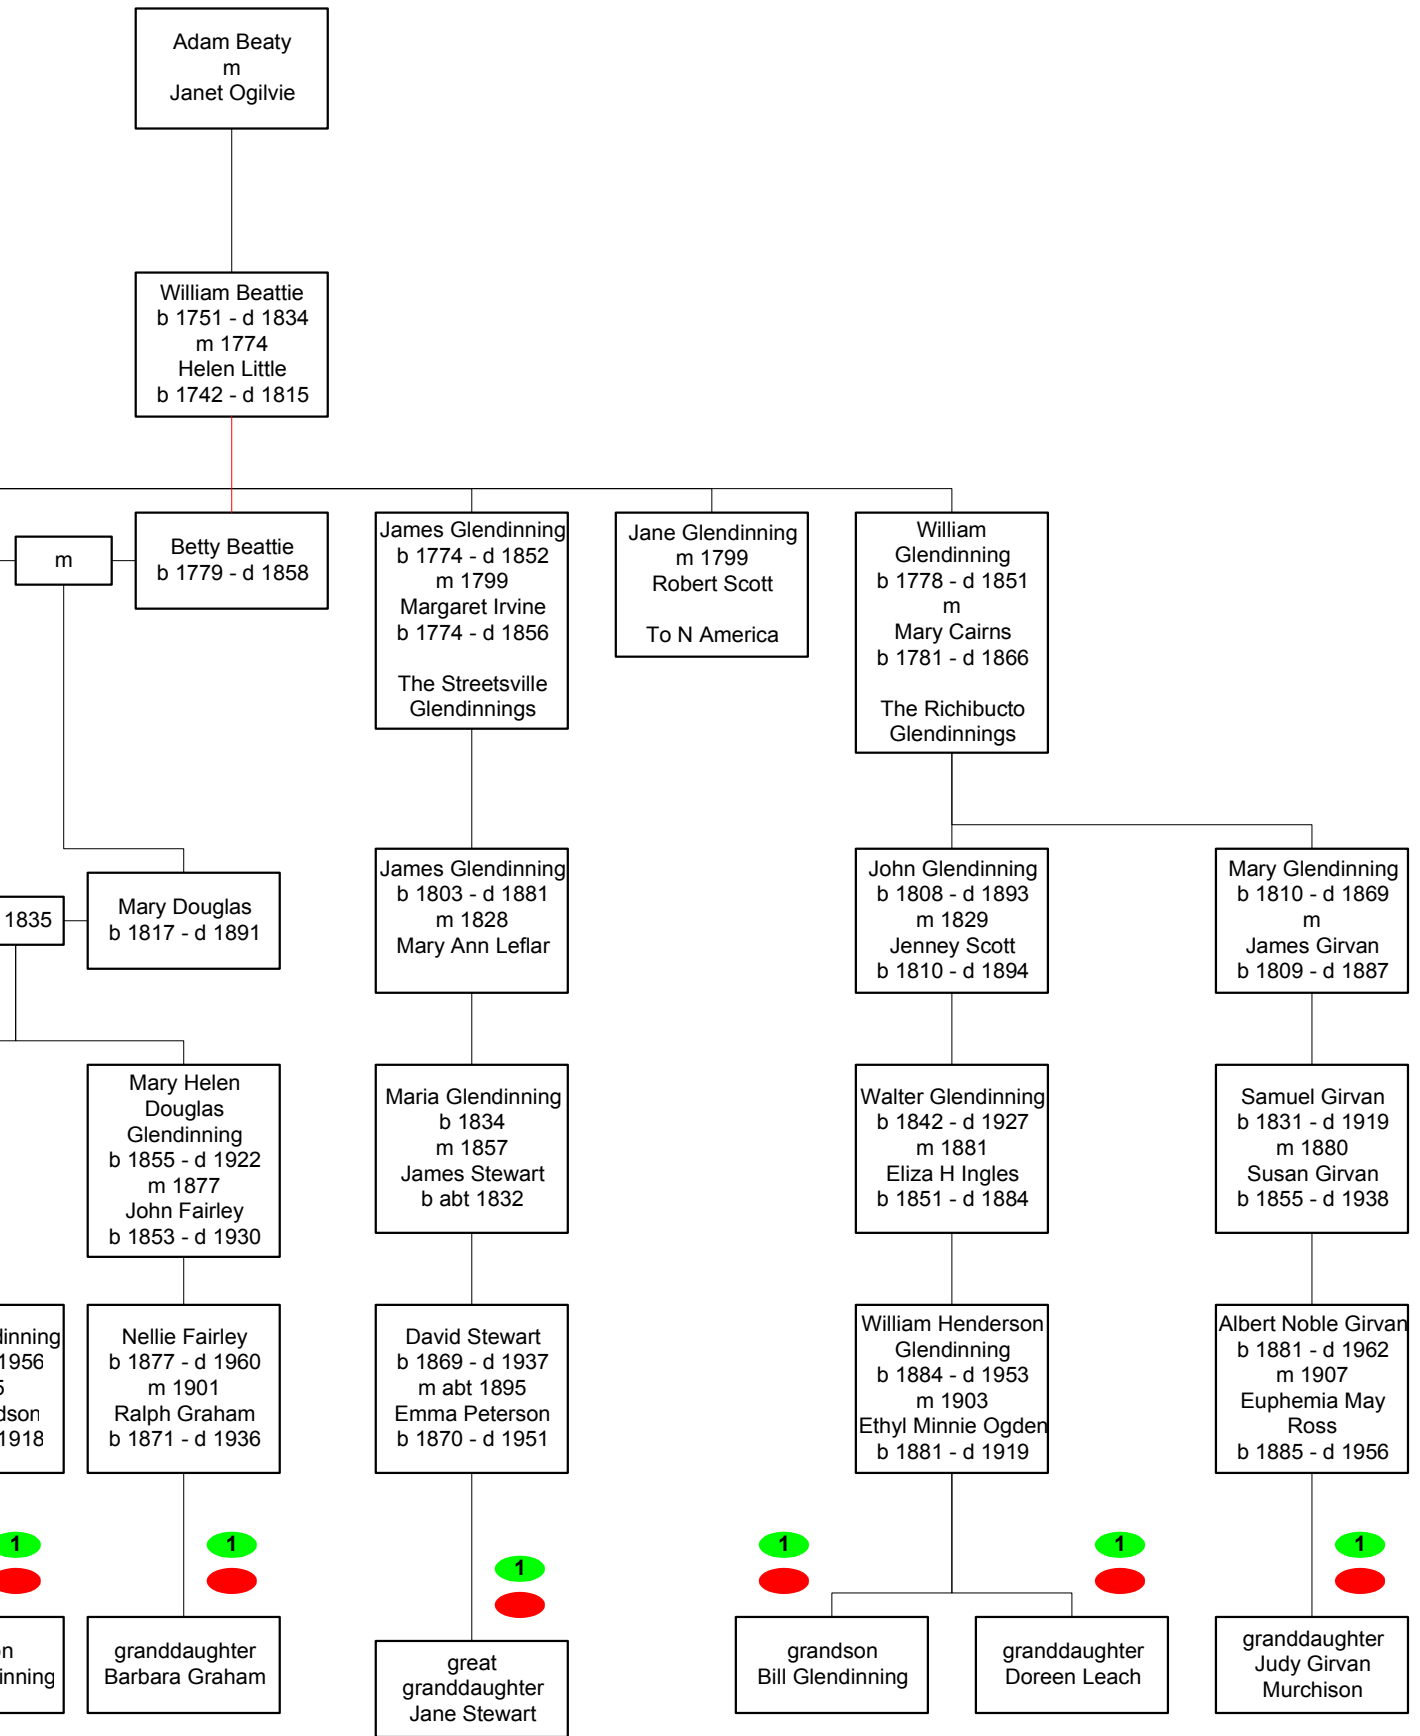 Adam Beaty
m
Janet Ogilvie
William Beattie
b 1751 - d 1834
m 1774
Helen Little
b 1742 - d 1815
m
Betty Beattie
b 1779 - d 1858
James Glendinning
b 1774 - d 1852
m 1799
Margaret Irvine
b 1774 - d 1856
The Streetsville
Glendinnings
Jane Glendinning
m 1799
Robert Scott
To N America
William
Glendinning
b 1778 - d 1851
m
Mary Cairns
b 1781 - d 1866
The Richibucto
Glendinnings
1835
Mary Douglas
b 1817 - d 1891
James Glendinning
b 1803 - d 1881
m 1828
Mary Ann Leflar
John Glendinning
b 1808 - d 1893
m 1829
Jenney Scott
b 1810 - d 1894
Mary Glendinning
b 1810 - d 1869
m
James Girvan
b 1809 - d 1887
Mary Helen
Douglas
Glendinning
b 1855 - d 1922
m 1877
John Fairley
b 1853 - d 1930
Maria Glendinning
b 1834
m 1857
James Stewart
b abt 1832
Walter Glendinning
b 1842 - d 1927
m 1881
Eliza H Ingles
b 1851 - d 1884
Samuel Girvan
b 1831 - d 1919
m 1880
Susan Girvan
b 1855 - d 1938
dinning
1956
5
dson
1918
Nellie Fairley
b 1877 - d 1960
m 1901
Ralph Graham
b 1871 - d 1936
David Stewart
b 1869 - d 1937
m abt 1895
Emma Peterson
b 1870 - d 1951
William Henderson
Glendinning
b 1884 - d 1953
m 1903
Ethyl Minnie Ogden
b 1881 - d 1919
Albert Noble Girvan
b 1881 - d 1962
m 1907
Euphemia May
Ross
b 1885 - d 1956
1
1
1
1
1
1
on
inning
granddaughter
Barbara Graham
great
granddaughter
Jane Stewart
grandson
Bill Glendinning
granddaughter
Doreen Leach
granddaughter
Judy Girvan
Murchison